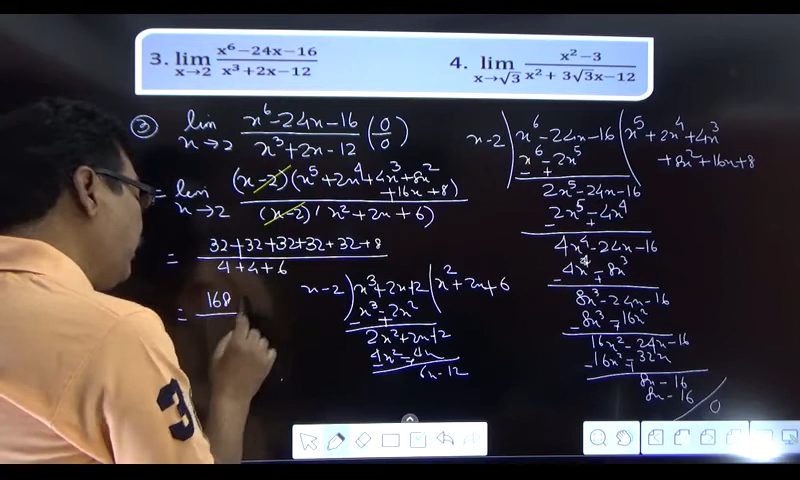 3. lim x→2 (x⁶−24x−16)/(x³+2x−12)
4. lim x→√3 (x²−3)/(x²+3√3x−12)
③ lim x→2 (x⁶-24x-16)/(x³+2x-12) (0/0)
= lim x→2 (x-2)(x⁵+2x⁴+4x³+8x²+16x+8)/(x-2)(x²+2x+6)
= (32+32+32+32+32+8)/(4+4+6)
= 168
x-2)x³+2x+2(x²+2x+6
x³-2x²
- +
2x²+2x+2
4x²-4x
- +
6x-12
x-2)x⁶-24x-16(x⁵+2x⁴+4x³
+8x²+16x+8
x⁶-2x⁵
- +
2x⁵-24x-16
2x⁵-4x⁴
- +
4x⁴-24x-16
4x⁴-8x³
- +
8x³-24x-16
8x³-16x²
- +
16x²-24x-16
16x²-32x
- +
8x-16
8x-16
0
3